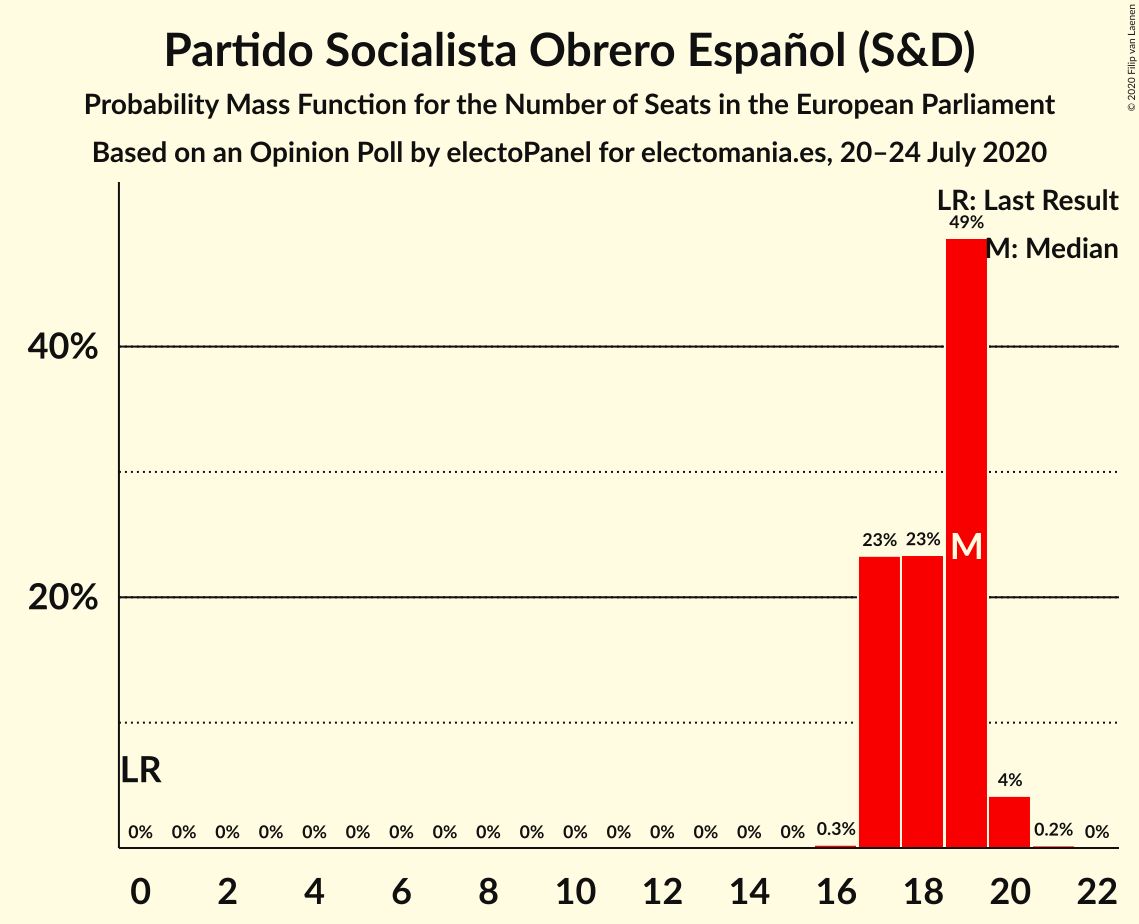 Partido Socialista Obrero Español (S&D)
Probability Mass Function for the Number of Seats in the European Parliament
Based on an Opinion Poll by electoPanel for electomania.es, 20–24 July 2020
© 2020 Filip van Laenen
LR: Last Result
49%
M: Median
40%
23% 23% M
20%
LR
4%
0% 0% 0% 0% 0% 0% 0% 0% 0% 0% 0% 0% 0% 0% 0% 0% 0.3% 0.2% 0%
0 2 4 6 8 10 12 14 16 18 20 22